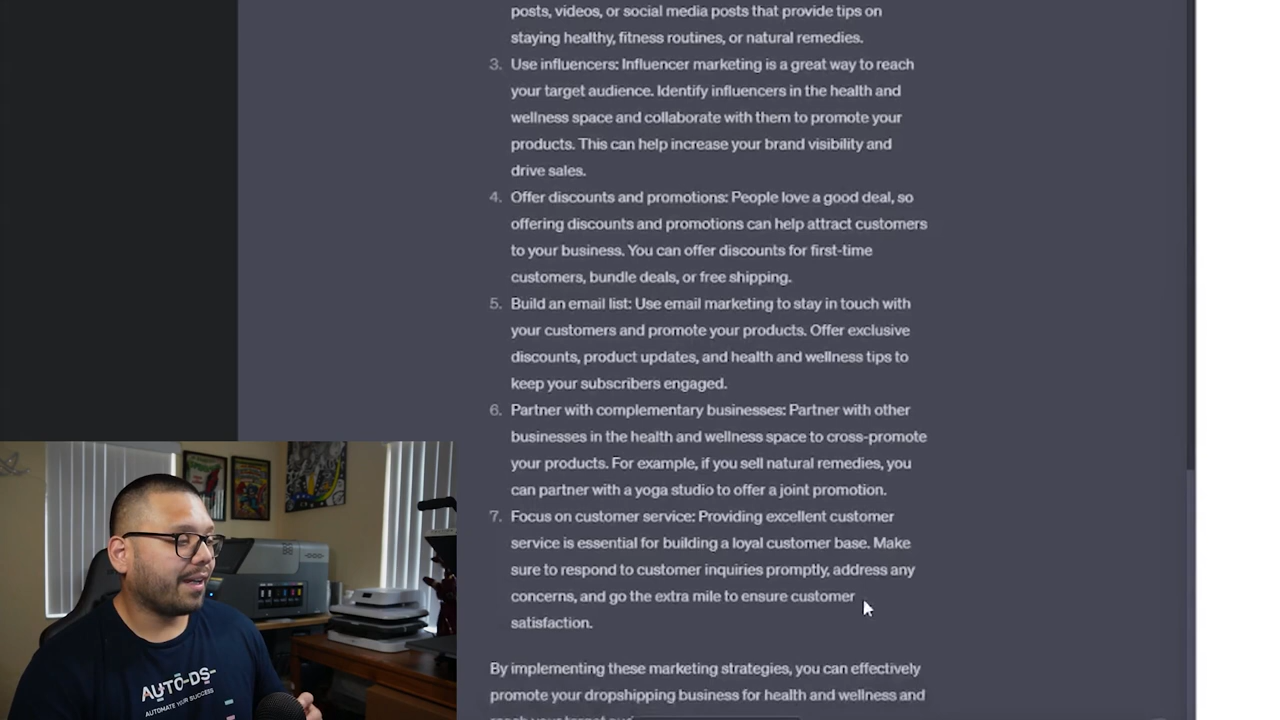 posts, videos, or social media posts that provide tips on
staying healthy, fitness routines, or natural remedies.
3. Use influencers: Influencer marketing is a great way to reach
your target audience. Identify influencers in the health and
wellness space and collaborate with them to promote your
products. This can help increase your brand visibility and
drive sales.
4. Offer discounts and promotions: People love a good deal, so
offering discounts and promotions can help attract customers
to your business. You can offer discounts for first-time
customers, bundle deals, or free shipping.
5. Build an email list: Use email marketing to stay in touch with
your customers and promote your products. Offer exclusive
discounts, product updates, and health and wellness tips to
keep your subscribers engaged.
6. Partner with complementary businesses: Partner with other
businesses in the health and wellness space to cross-promote
your products. For example, if you sell natural remedies, you
can partner with a yoga studio to offer a joint promotion.
7. Focus on customer service: Providing excellent customer
service is essential for building a loyal customer base. Make
sure to respond to customer inquiries promptly, address any
concerns, and go the extra mile to ensure customer
satisfaction.
By implementing these marketing strategies, you can effectively
promote your dropshipping business for health and wellness and
AUTO-DS
AUTOMATE YOUR SUCCESS